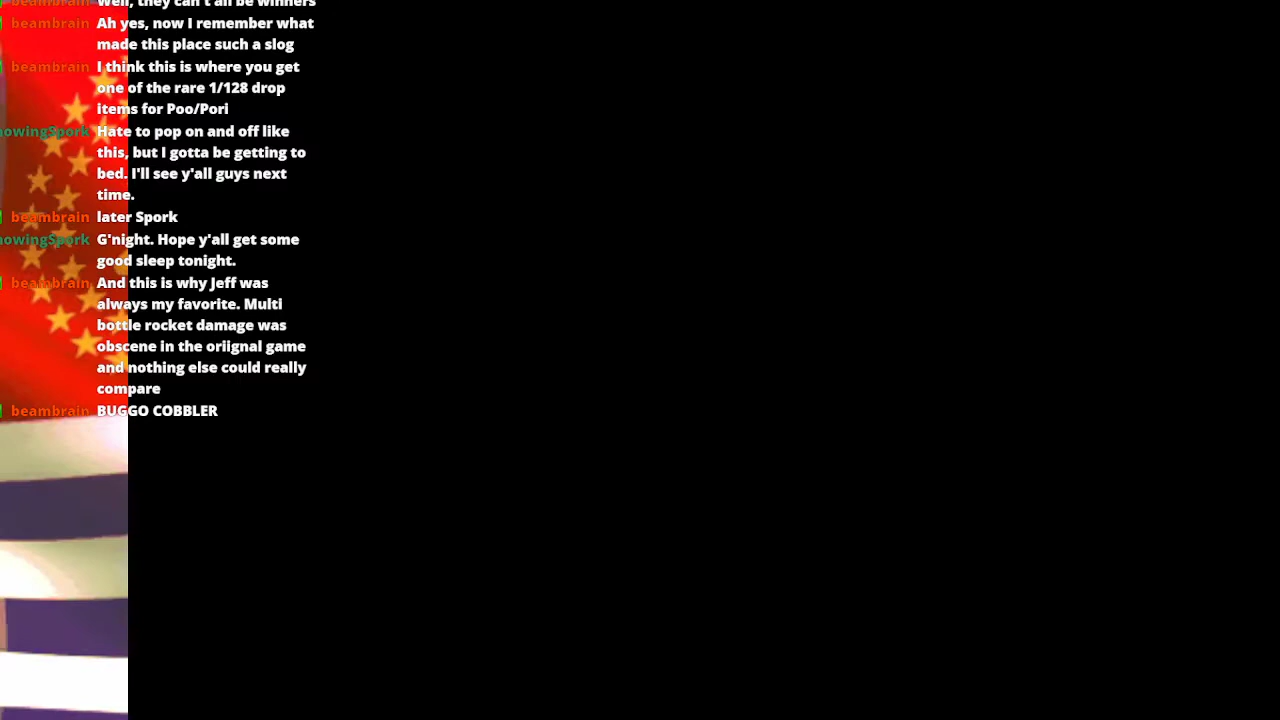 beambrain Well, they can't all be winners
beambrain Ah yes, now I remember what
made this place such a slog
beambrain I think this is where you get
one of the rare 1/128 drop
items for Poo/Pori
nowingSpork Hate to pop on and off like
this, but I gotta be getting to
bed. I'll see y'all guys next
time.
beambrain later Spork
nowingSpork G'night. Hope y'all get some
good sleep tonight.
beambrain And this is why Jeff was
always my favorite. Multi
bottle rocket damage was
obscene in the oriignal game
and nothing else could really
compare
beambrain BUGGO COBBLER